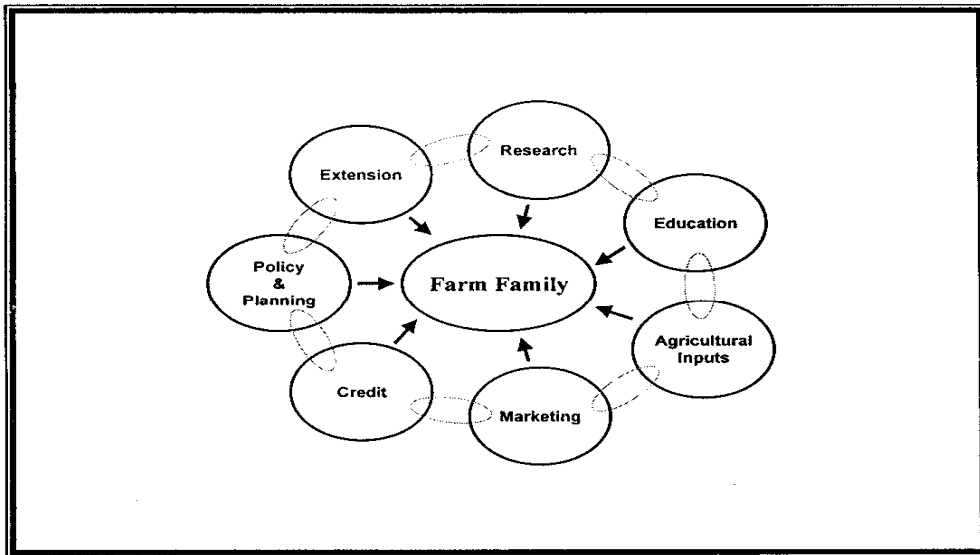 Research
Extension
Education
Policy
&
Planning
Farm Family
Agricultural
Inputs
Credit
Marketing